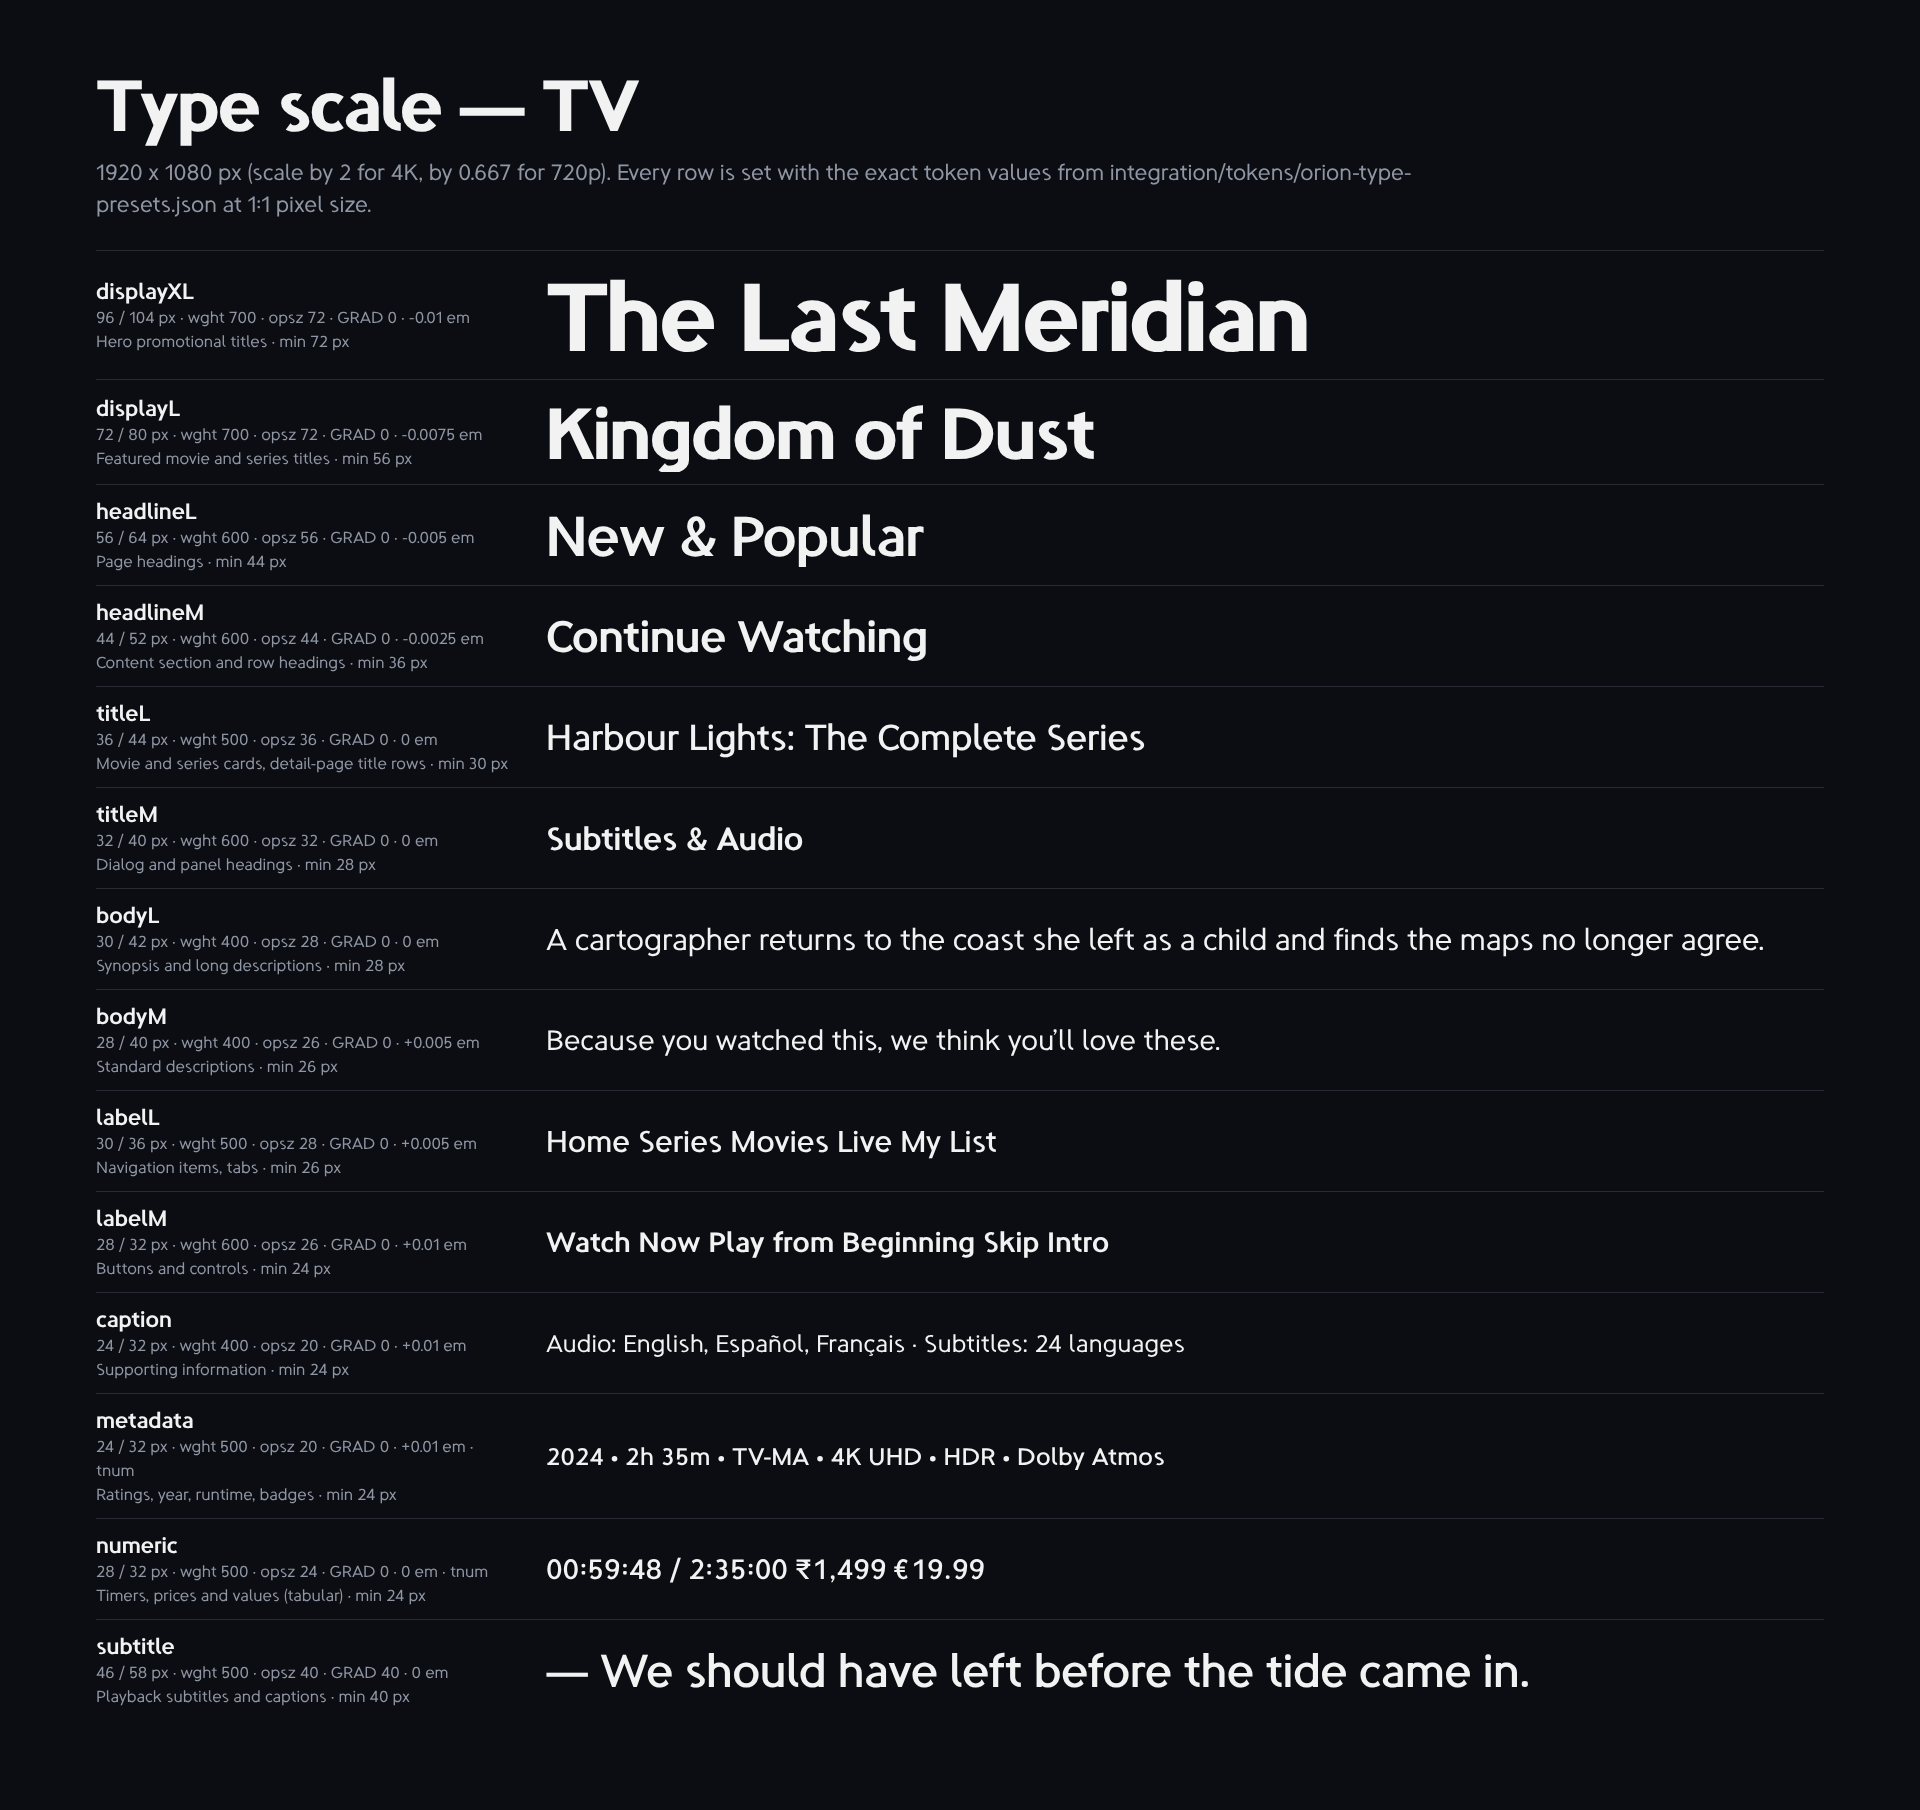 Type scale — TV
1920 x 1080 px (scale by 2 for 4K, by 0.667 for 720p). Every row is set with the exact token values from integration/tokens/orion-type-
presets.json at 1:1 pixel size.
displayXL
96 / 104 px · wght 700 · opsz 72 · GRAD 0 · -0.01 em
Hero promotional titles · min 72 px
The Last Meridian
displayL
72 / 80 px · wght 700 · opsz 72 · GRAD 0 · -0.0075 em
Featured movie and series titles · min 56 px
Kingdom of Dust
headlineL
56 / 64 px · wght 600 · opsz 56 · GRAD 0 · -0.005 em
Page headings · min 44 px
New & Popular
headlineM
44 / 52 px · wght 600 · opsz 44 · GRAD 0 · -0.0025 em
Content section and row headings · min 36 px
Continue Watching
titleL
36 / 44 px · wght 500 · opsz 36 · GRAD 0 · 0 em
Movie and series cards, detail-page title rows · min 30 px
Harbour Lights: The Complete Series
titleM
32 / 40 px · wght 600 · opsz 32 · GRAD 0 · 0 em
Dialog and panel headings · min 28 px
Subtitles & Audio
bodyL
30 / 42 px · wght 400 · opsz 28 · GRAD 0 · 0 em
Synopsis and long descriptions · min 28 px
A cartographer returns to the coast she left as a child and finds the maps no longer agree.
bodyM
28 / 40 px · wght 400 · opsz 26 · GRAD 0 · +0.005 em
Standard descriptions · min 26 px
Because you watched this, we think you’ll love these.
labelL
30 / 36 px · wght 500 · opsz 28 · GRAD 0 · +0.005 em
Navigation items, tabs · min 26 px
Home Series Movies Live My List
labelM
28 / 32 px · wght 600 · opsz 26 · GRAD 0 · +0.01 em
Buttons and controls · min 24 px
Watch Now Play from Beginning Skip Intro
caption
24 / 32 px · wght 400 · opsz 20 · GRAD 0 · +0.01 em
Supporting information · min 24 px
Audio: English, Español, Français · Subtitles: 24 languages
metadata
24 / 32 px · wght 500 · opsz 20 · GRAD 0 · +0.01 em ·
tnum
Ratings, year, runtime, badges · min 24 px
2024 • 2h 35m • TV-MA • 4K UHD • HDR • Dolby Atmos
numeric
28 / 32 px · wght 500 · opsz 24 · GRAD 0 · 0 em · tnum
Timers, prices and values (tabular) · min 24 px
00:59:48 / 2:35:00 ₹1,499 €19.99
subtitle
46 / 58 px · wght 500 · opsz 40 · GRAD 40 · 0 em
Playback subtitles and captions · min 40 px
— We should have left before the tide came in.